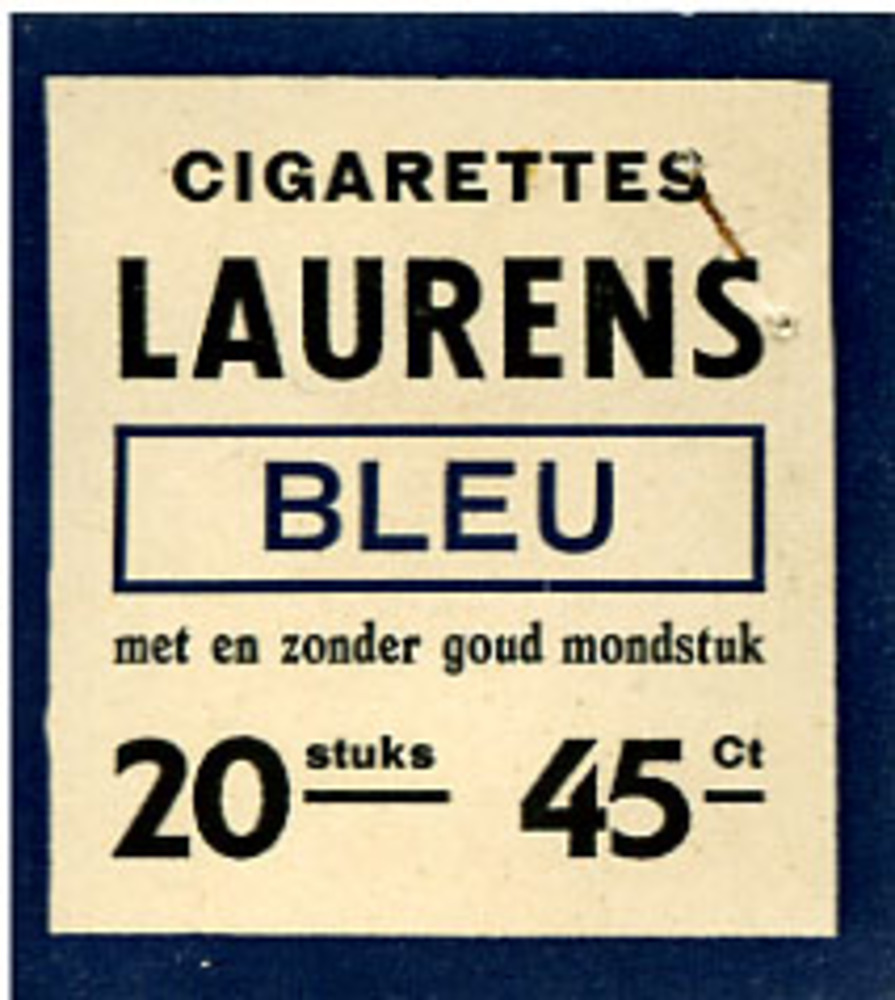 CIGARETTES
LAURENS
BLEU
met en zonder goud mondstuk
20 stuks 45 Ct